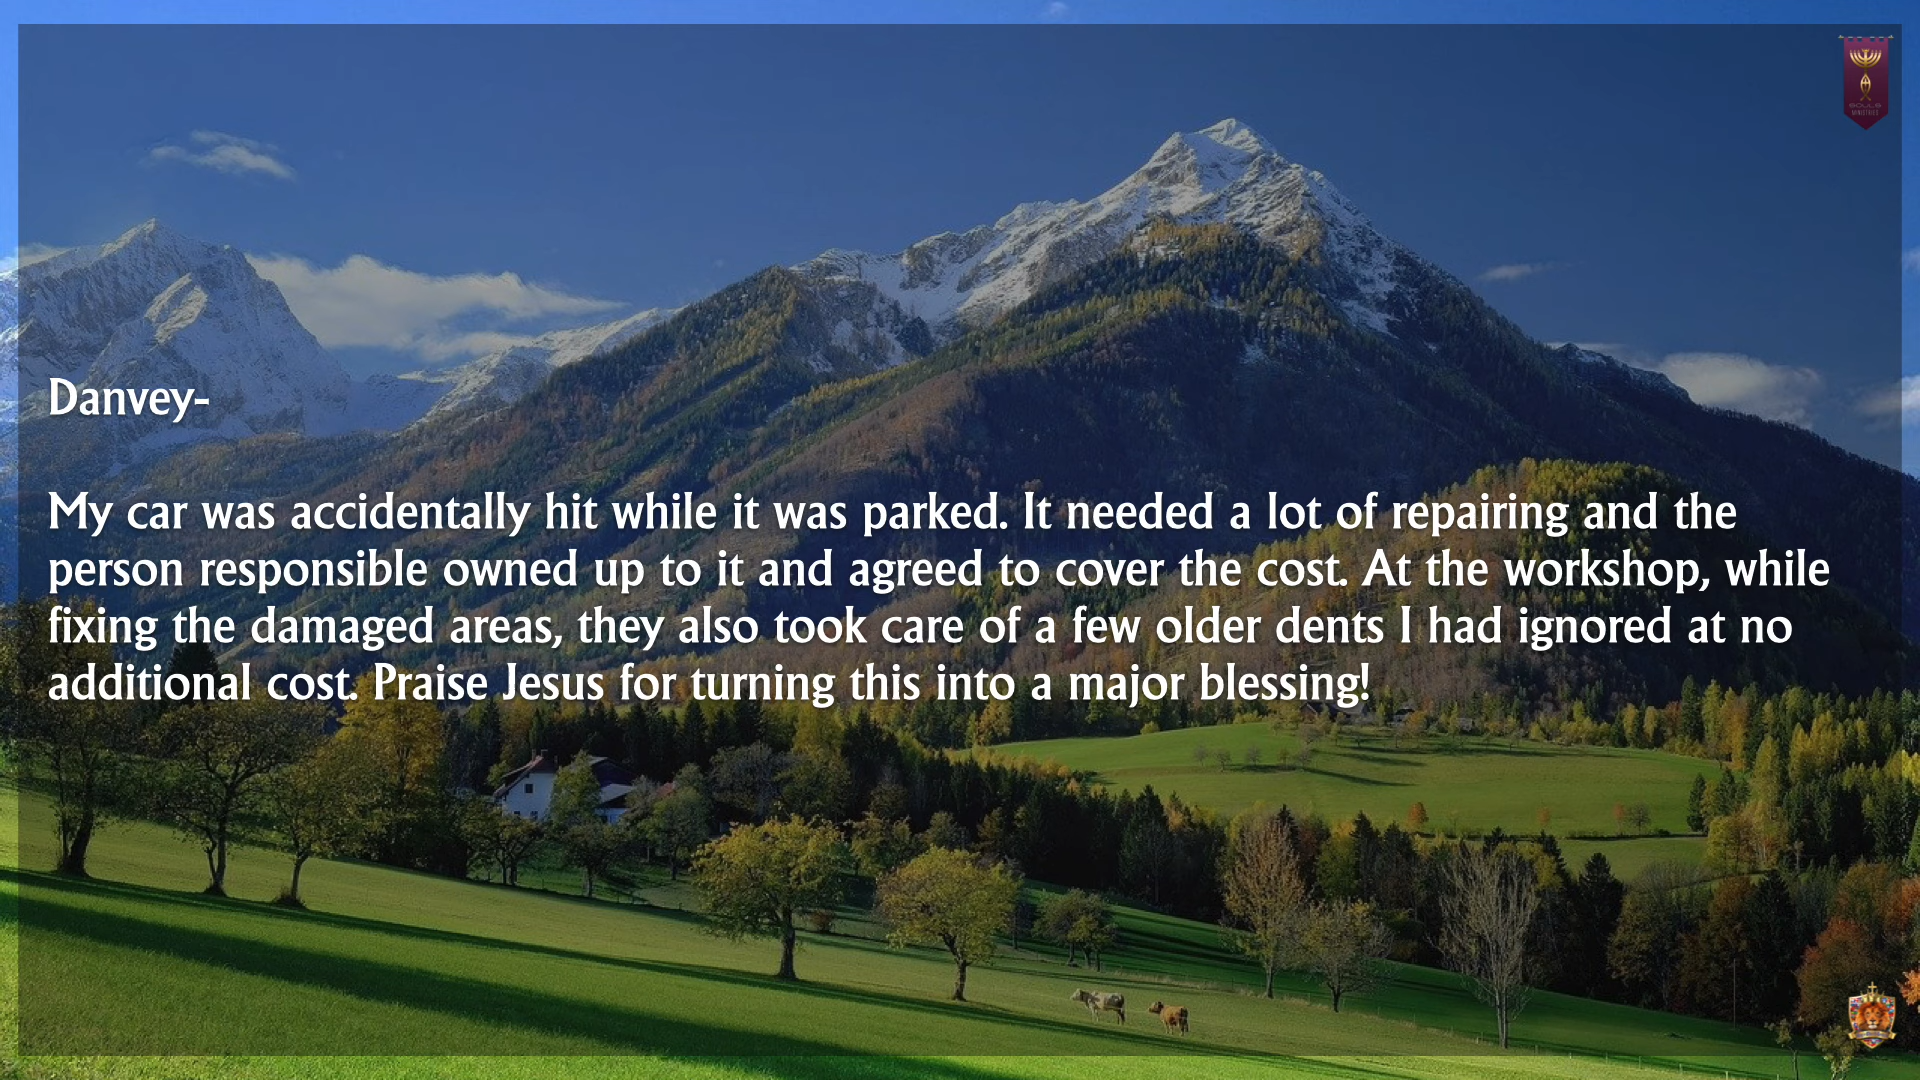 Danvey-
My car was accidentally hit while it was parked. It needed a lot of repairing and the
person responsible owned up to it and agreed to cover the cost. At the workshop, while
fixing the damaged areas, they also took care of a few older dents I had ignored at no
additional cost. Praise Jesus for turning this into a major blessing!
SOULS
MINISTRIES